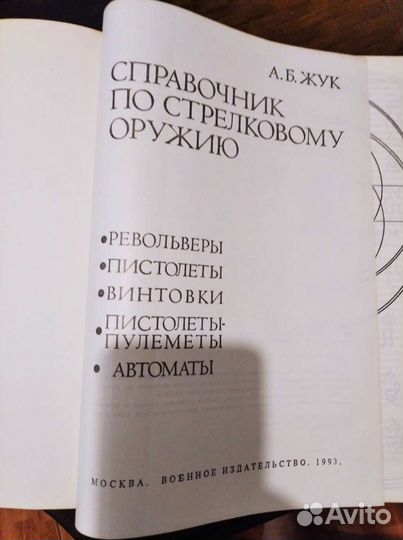 А.Б. ЖУК
СПРАВОЧНИК
ПО СТРЕЛКОВОМУ
ОРУЖИЮ
•РЕВОЛЬВЕРЫ
•ПИСТОЛЕТЫ
•ВИНТОВКИ
•ПИСТОЛЕТЫ-
ПУЛЕМЕТЫ
• АВТОМАТЫ
МОСКВА. ВОЕННОЕ ИЗДАТЕЛЬСТВО. 1993.
Avito